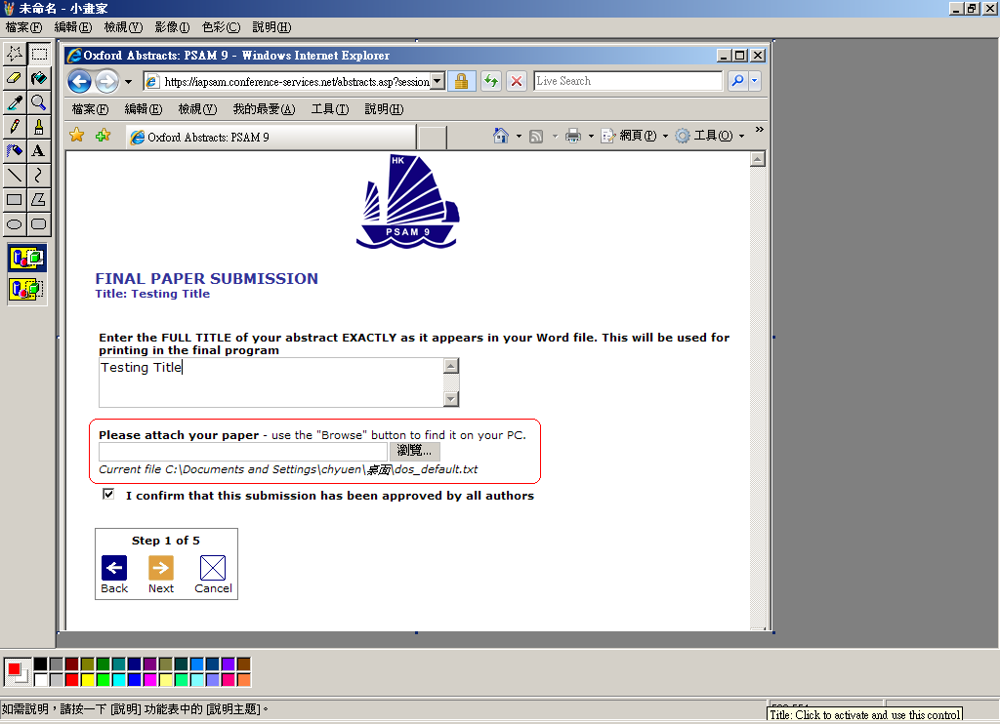 未命名 - 小畫家
檔案(F) 編輯(E) 檢視(V) 影像(I) 色彩(C) 說明(H)
Oxford Abstracts: PSAM 9 - Windows Internet Explorer
https://iapsam.conference-services.net/abstracts.asp?session
Live Search
檔案(F) 編輯(E) 檢視(V) 我的最愛(A) 工具(T) 說明(H)
Oxford Abstracts: PSAM 9
網頁(P) 工具(O) »
HK
PSAM 9
FINAL PAPER SUBMISSION
Title: Testing Title
Enter the FULL TITLE of your abstract EXACTLY as it appears in your Word file. This will be used for
printing in the final program
Testing Title
Please attach your paper - use the "Browse" button to find it on your PC.
瀏覽...
Current file C:\Documents and Settings\chyuen\桌面\dos_default.txt
I confirm that this submission has been approved by all authors
Step 1 of 5
Back Next Cancel
如需說明，請按一下 [說明] 功能表中的 [說明主題]。
Title: Click to activate and use this control